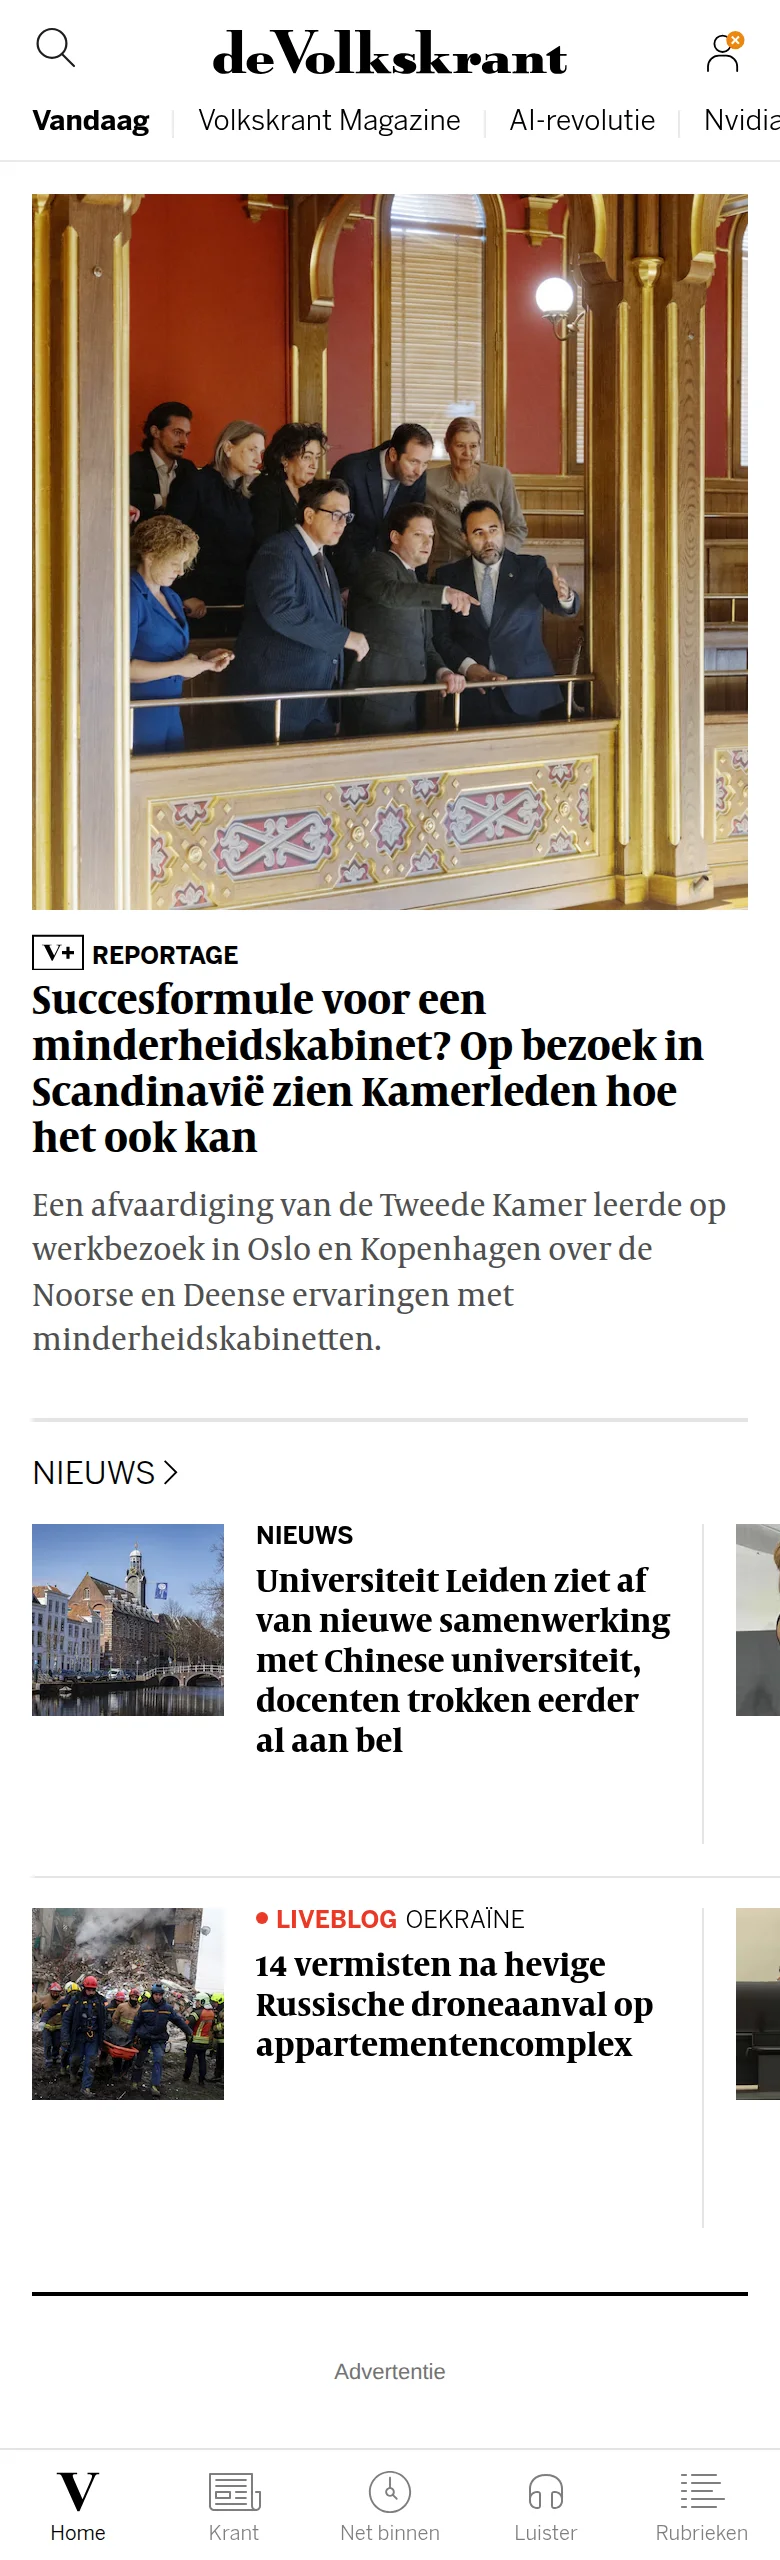 deVolkskrant
Vandaag
Volkskrant Magazine
AI-revolutie
Nvidia
V+ REPORTAGE
Succesformule voor een
minderheidskabinet? Op bezoek in
Scandinavië zien Kamerleden hoe
het ook kan
Een afvaardiging van de Tweede Kamer leerde op
werkbezoek in Oslo en Kopenhagen over de
Noorse en Deense ervaringen met
minderheidskabinetten.
NIEUWS
NIEUWS
Universiteit Leiden ziet af
van nieuwe samenwerking
met Chinese universiteit,
docenten trokken eerder
al aan bel
LIVEBLOG OEKRAÏNE
14 vermisten na hevige
Russische droneaanval op
appartementencomplex
Advertentie
V
Home
Krant
Net binnen
Luister
Rubrieken